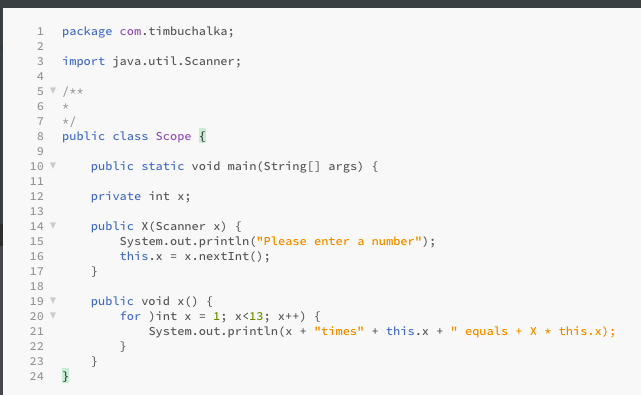 1 package com.timbuchalka;
2
3 import java.util.Scanner;
4
5 /**
6 *
7 */
8 public class Scope {
9
10 public static void main(String[] args) {
11
12 private int x;
13
14 public X(Scanner x) {
15 System.out.println("Please enter a number");
16 this.x = x.nextInt();
17 }
18
19 public void x() {
20 for )int x = 1; x<13; x++) {
21 System.out.println(x + "times" + this.x + " equals + X * this.x);
22 }
23 }
24 }